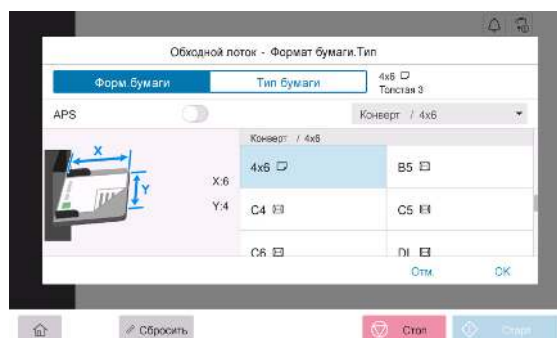 Обходной лоток - Формат бумаги.Тип
Форм.бумаги
Тип бумаги
4x6
Толстая 3
APS
Конверт / 4x6
Конверт / 4x6
X
Y
X:6
Y:4
4x6
B5
C4
C5
C6
DL
Отм.
OK
Сбросить
Стоп
Старт